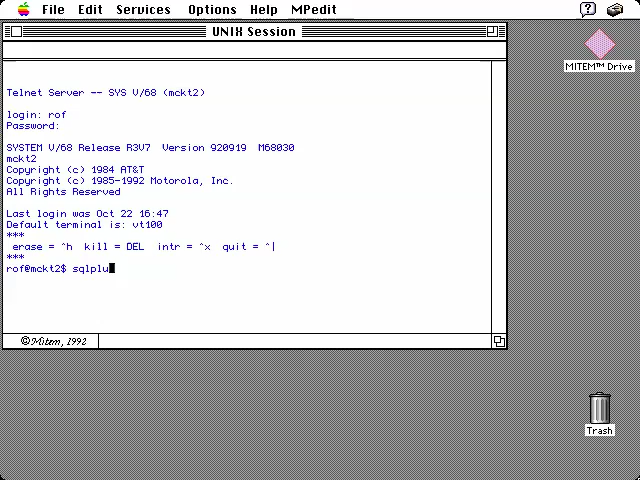 File Edit Services Options Help MPedit
UNIX Session
MITEM™ Drive
Telnet Server -- SYS V/68 (mckt2)
login: rof
Password:
SYSTEM V/68 Release R3V7 Version 920919 M68030
mckt2
Copyright (c) 1984 AT&T
Copyright (c) 1985-1992 Motorola, Inc.
All Rights Reserved
Last login was Oct 22 16:47
Default terminal is: vt100
***
erase = ^h kill = DEL intr = ^x quit = ^|
***
rof@mckt2$ sqlplu
©Mitem, 1992
Trash